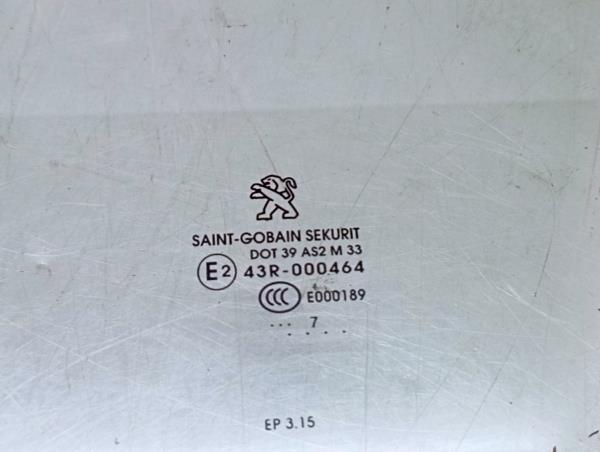 SAINT-GOBAIN SEKURIT
DOT 39 AS2 M 33
E2 43R-000464
CCC E000189
... 7
. . . .
EP 3.15